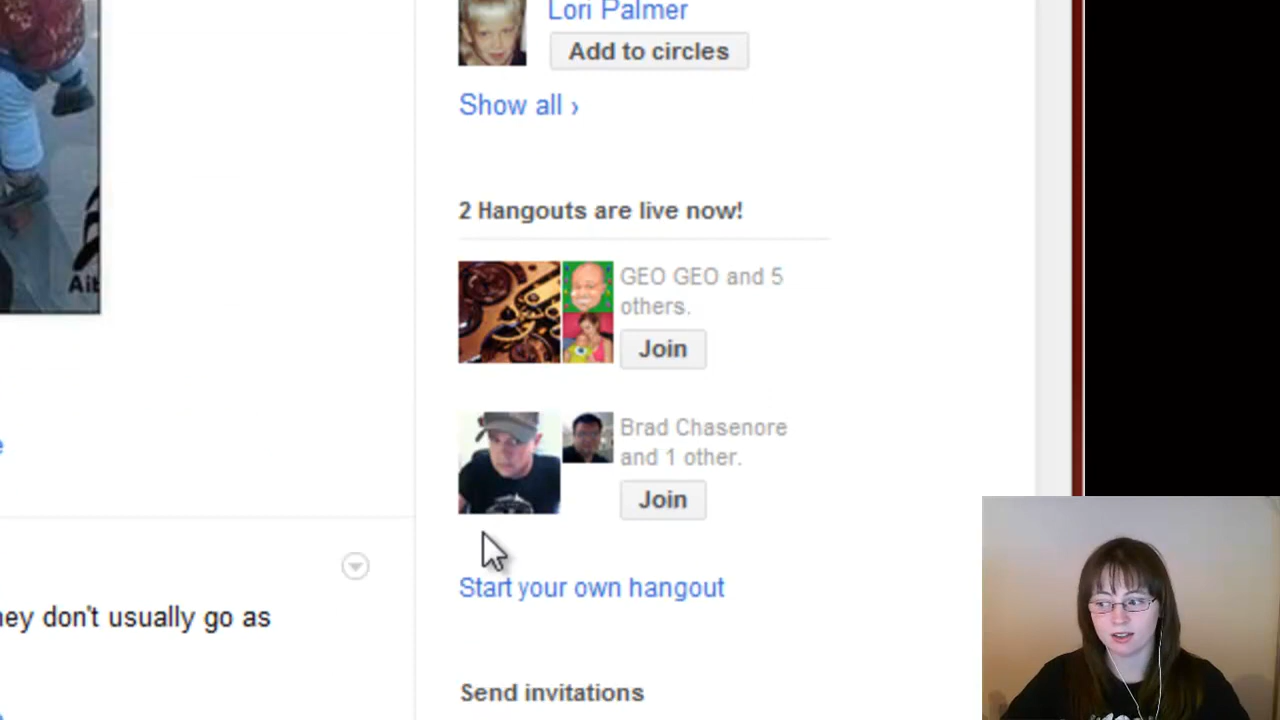 Lori Palmer
Add to circles
Show all ›
2 Hangouts are live now!
GEO GEO and 5
others.
Join
Brad Chasenore
and 1 other.
Join
Start your own hangout
don't usually go as
Send invitations